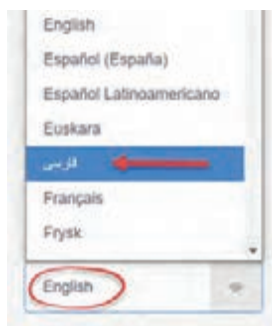 English
Español (España)
Español Latinoamericano
Euskara
فارسی
Français
Frysk
English